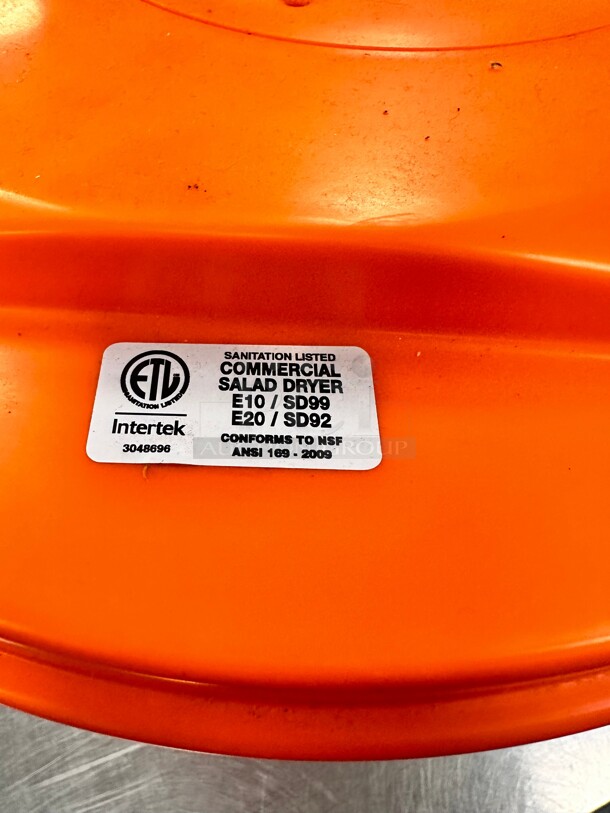 ETL
SANITATION LISTED
Intertek
3048696
SANITATION LISTED
COMMERCIAL
SALAD DRYER
E10 / SD99
E20 / SD92
CONFORMS TO NSF
ANSI 169 - 2009
GROUP